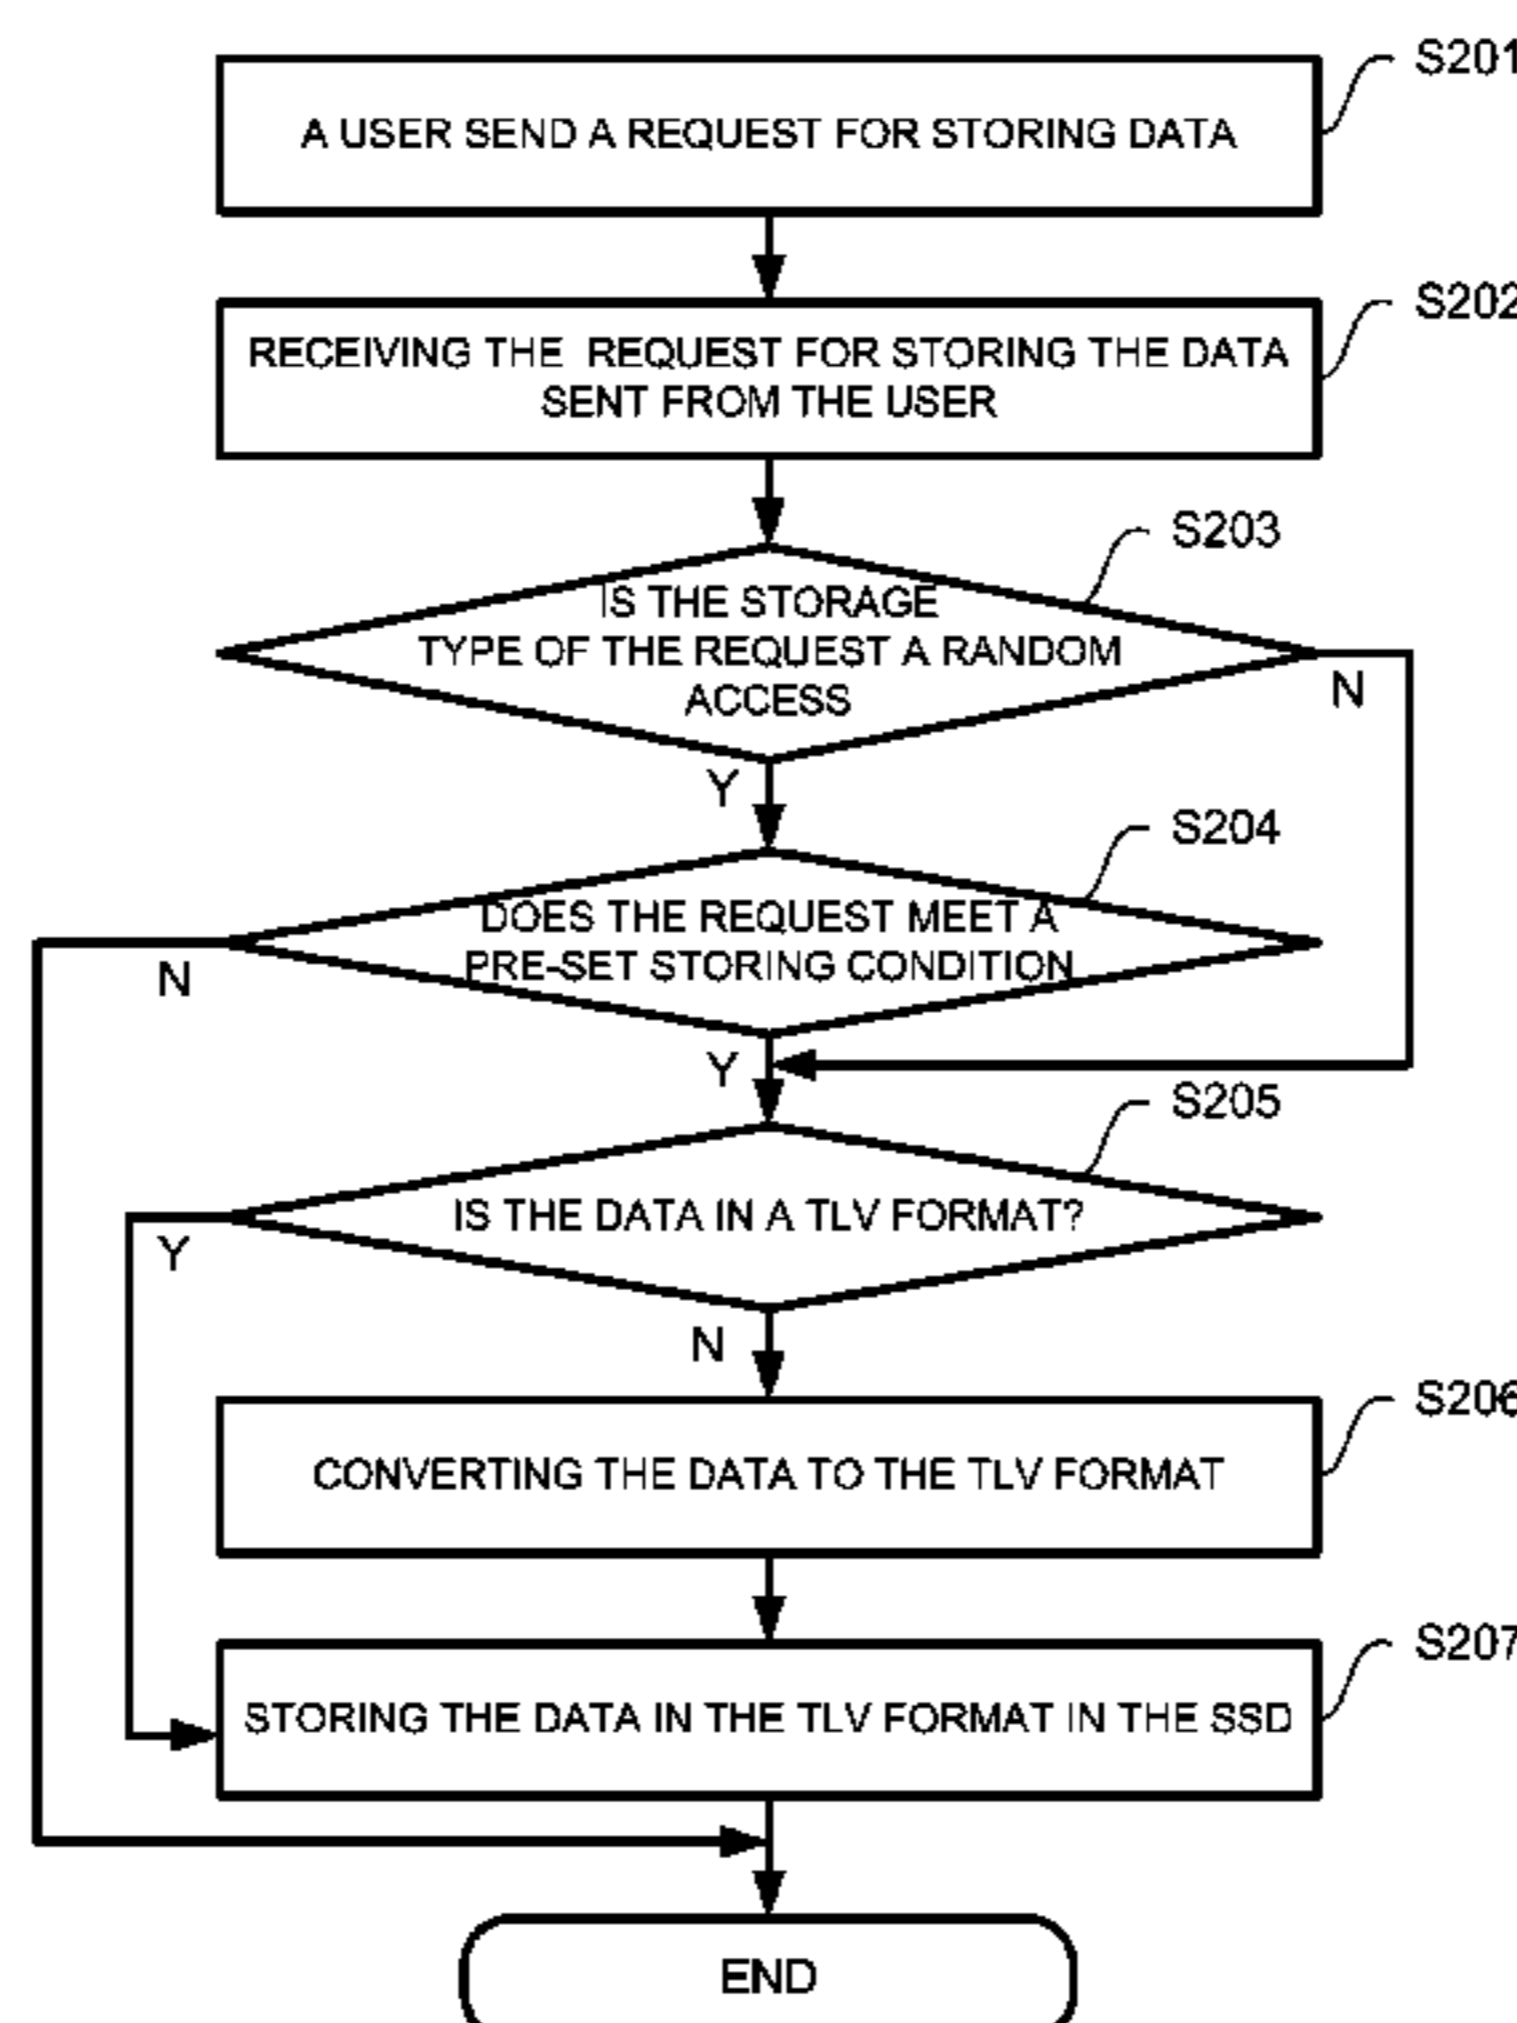 S201
A USER SEND A REQUEST FOR STORING DATA
S202
RECEIVING THE REQUEST FOR STORING THE DATA
SENT FROM THE USER
S203
IS THE STORAGE
TYPE OF THE REQUEST A RANDOM
ACCESS
N
Y
S204
DOES THE REQUEST MEET A
PRE-SET STORING CONDITION
N
Y
S205
IS THE DATA IN A TLV FORMAT?
Y
N
S206
CONVERTING THE DATA TO THE TLV FORMAT
S207
STORING THE DATA IN THE TLV FORMAT IN THE SSD
END